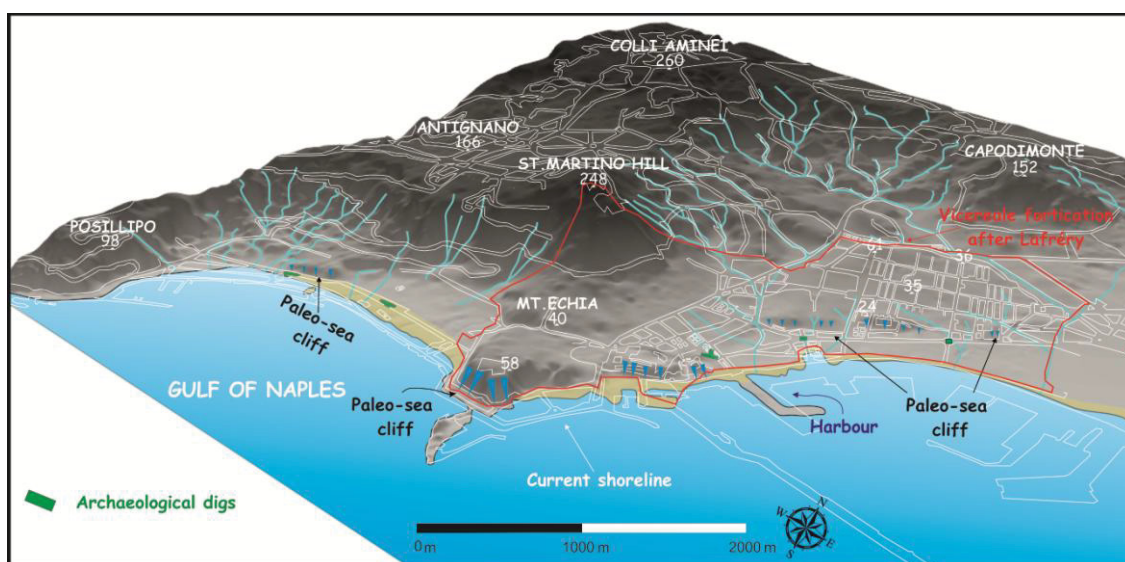 COLLI AMINEI
260
ANTIGNANO
166
ST.MARTINO HILL
248
CAPODIMONTE
152
POSILLIPO
98
Vicereale fortication
after Lafréry
51
36
35
24
MT.ECHIA
40
58
Paleo-sea
cliff
GULF OF NAPLES
Paleo-sea
cliff
Harbour
Paleo-sea
cliff
Current shoreline
Archaeological digs
N
W
E
S
0 m
1000 m
2000 m